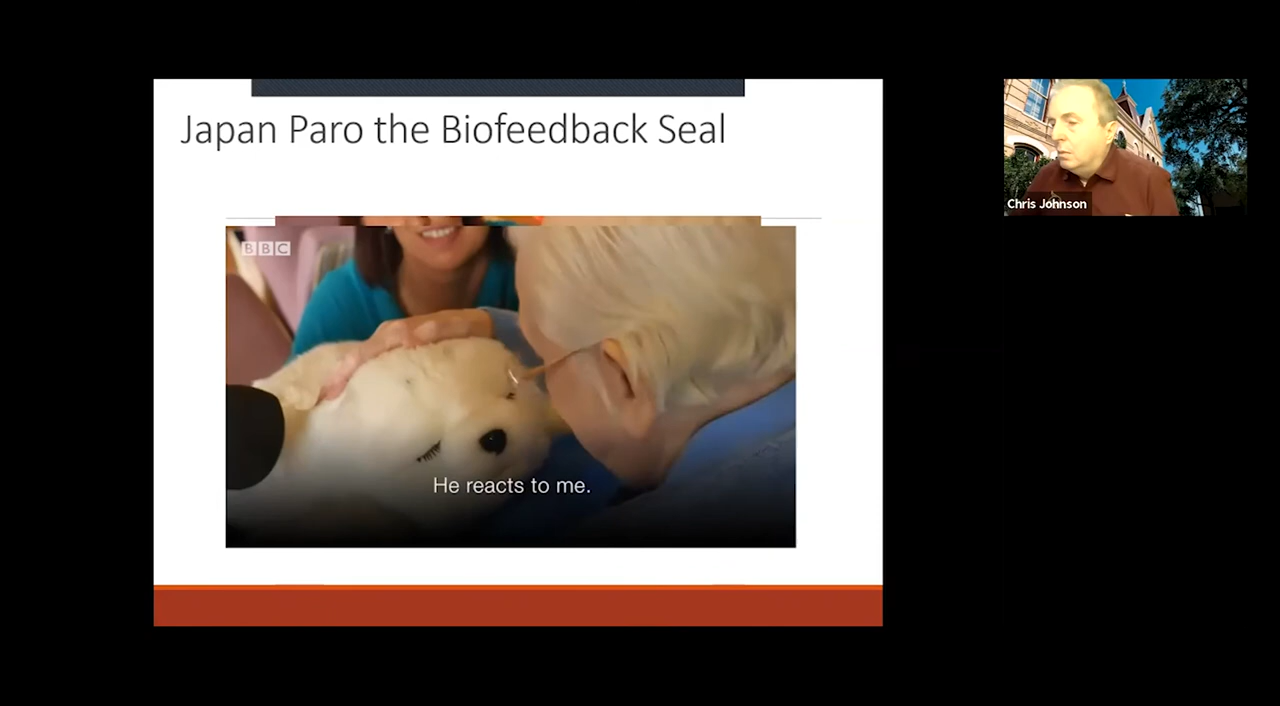 Japan Paro the Biofeedback Seal
BBC
He reacts to me.
Chris Johnson